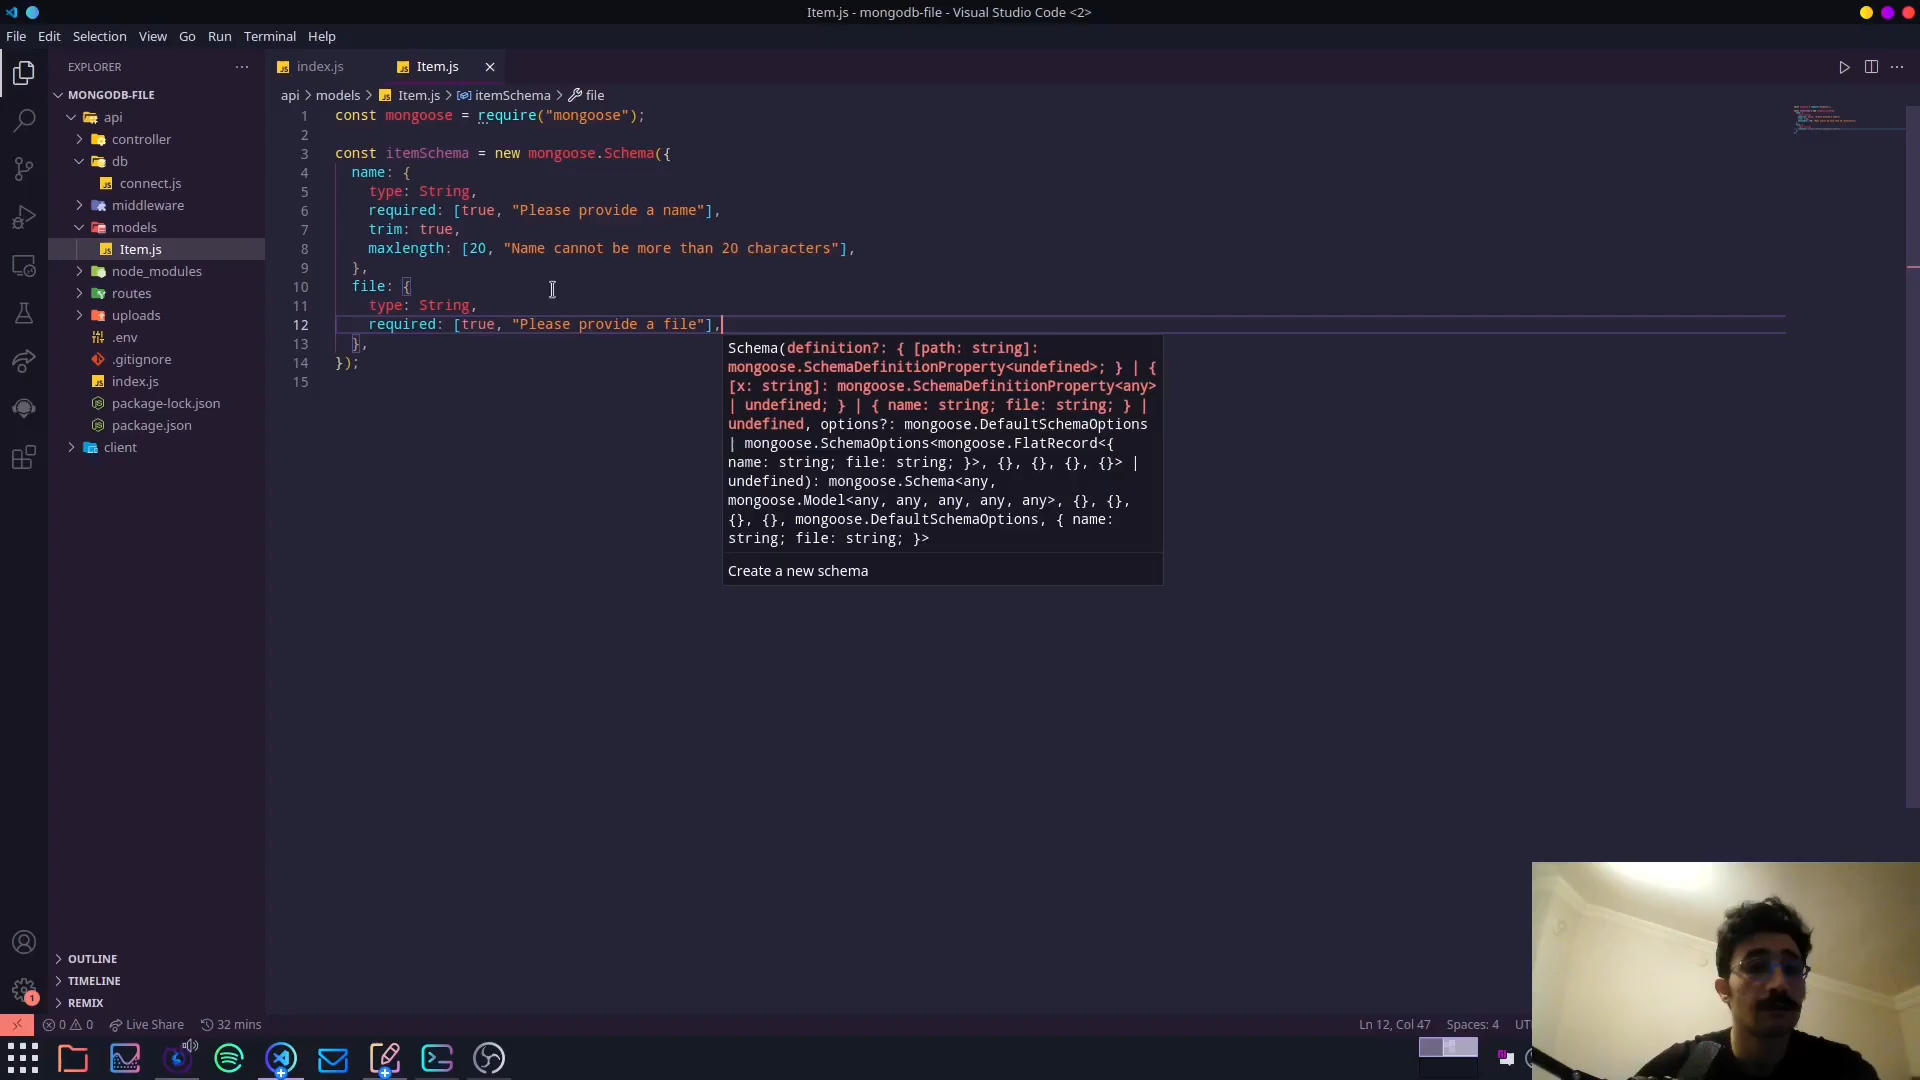 Item.js - mongodb-file - Visual Studio Code <2>
File Edit Selection View Go Run Terminal Help
EXPLORER
index.js
Item.js
MONGODB-FILE
api > models > Item.js > itemSchema > file
api
controller
db
connect.js
middleware
models
Item.js
node_modules
routes
uploads
.env
.gitignore
index.js
package-lock.json
package.json
client
1 const mongoose = require("mongoose");
2
3 const itemSchema = new mongoose.Schema({
4 name: {
5 type: String,
6 required: [true, "Please provide a name"],
7 trim: true,
8 maxlength: [20, "Name cannot be more than 20 characters"],
9 },
10 file: {
11 type: String,
12 required: [true, "Please provide a file"],
13 },
14 });
15
Schema(definition?: { [path: string]:
mongoose.SchemaDefinitionProperty<undefined>; } | {
[x: string]: mongoose.SchemaDefinitionProperty<any>
| undefined; } | { name: string; file: string; } |
undefined, options?: mongoose.DefaultSchemaOptions
| mongoose.SchemaOptions<mongoose.FlatRecord<{
name: string; file: string; }>, {}, {}, {}, {}> |
undefined): mongoose.Schema<any,
mongoose.Model<any, any, any, any, any>, {}, {},
{}, {}, mongoose.DefaultSchemaOptions, { name:
string; file: string; }>
Create a new schema
OUTLINE
TIMELINE
REMIX
1
0 0 Live Share 32 mins
Ln 12, Col 47 Spaces: 4 UT